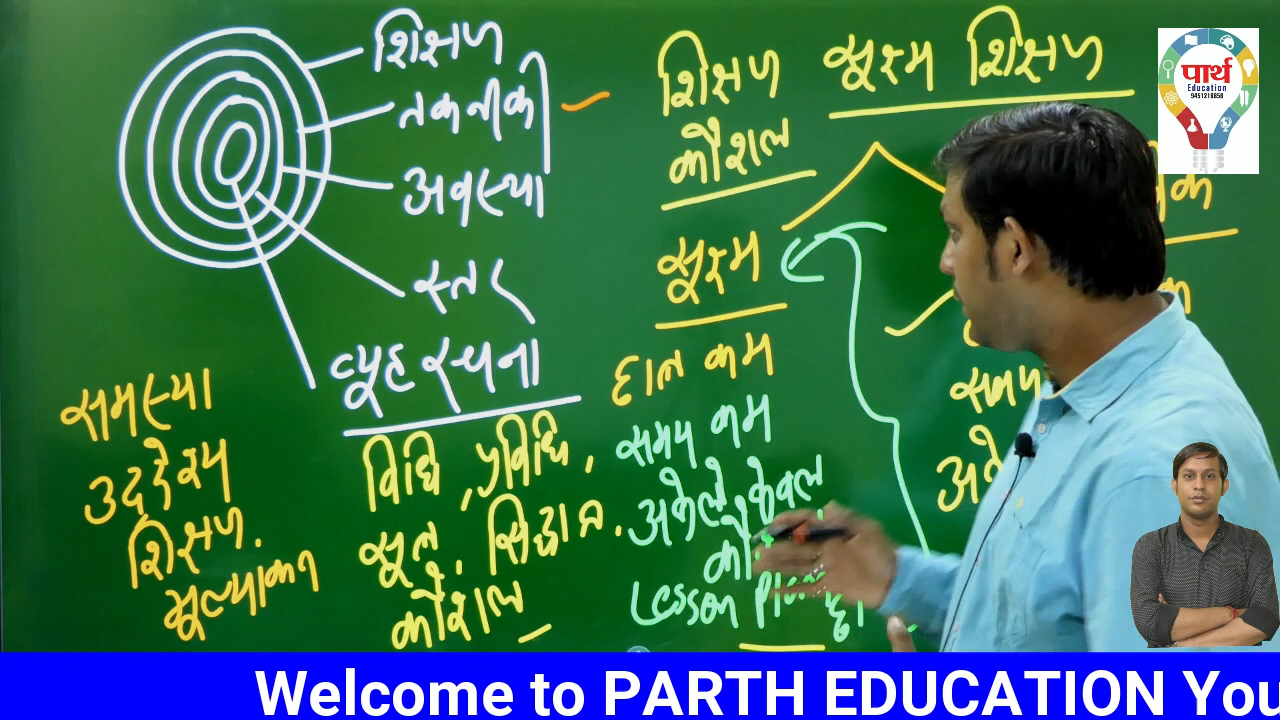 शिक्षण
तकनीकी
अवस्था
स्तर
व्यूह रचना
विधि, प्रविधि,
सूत्र, सिद्धान्त.
कौशल
समस्या
उद्देश्य
शिक्षण.
मूल्यांकन
सूक्ष्म शिक्षण
शिक्षण
कौशल
सूक्ष्म
छात्र कम
समय कम
अकेले केवल
Lesson
पार्थ
Education
9451218850
Welcome to PARTH EDUCATION You